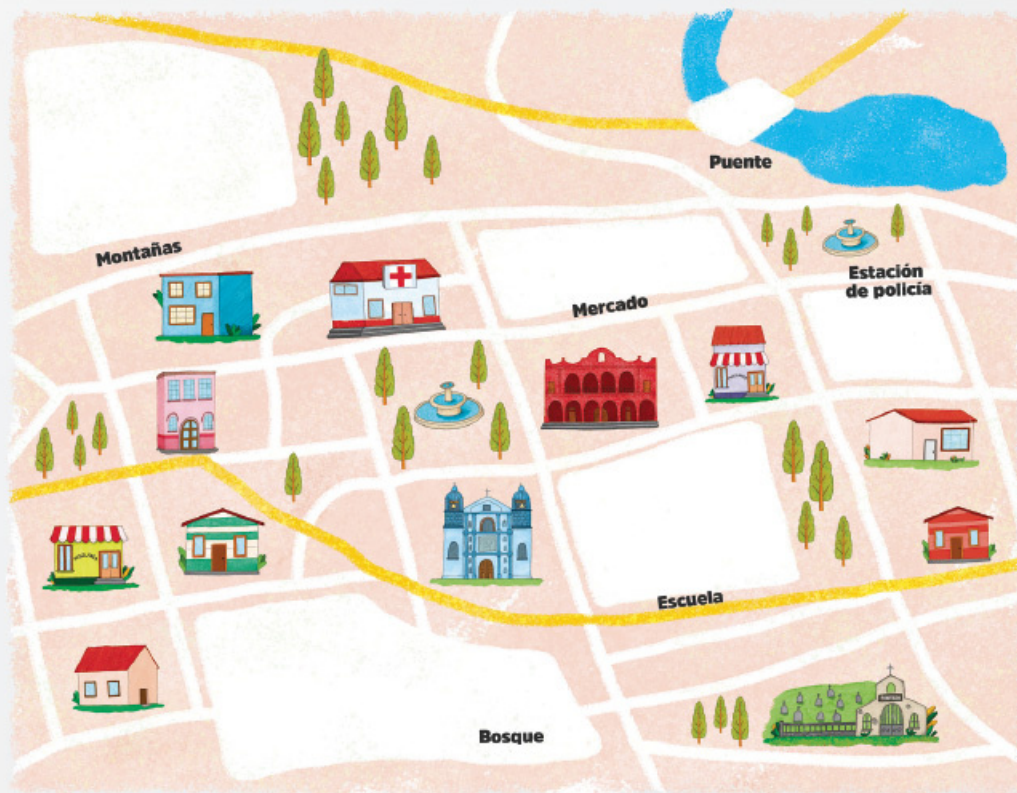 Puente
Montañas
Estación
de policía
Mercado
Escuela
Bosque